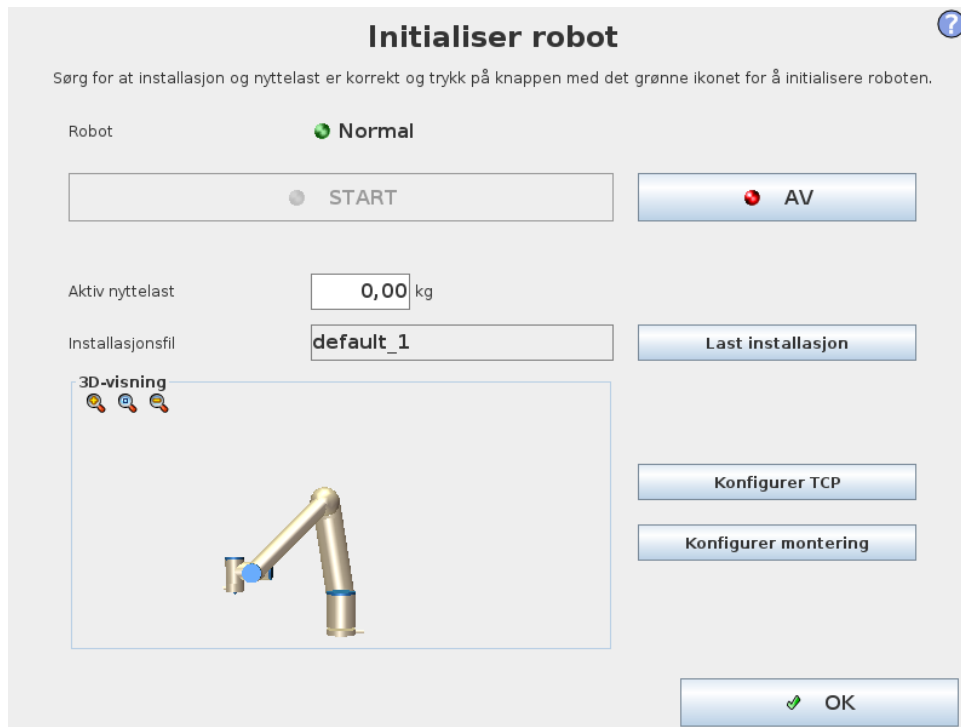 Initialiser robot
?
Sørg for at installasjon og nyttelast er korrekt og trykk på knappen med det grønne ikonet for å initialisere roboten.
Robot
Normal
START
AV
Aktiv nyttelast
0,00 kg
Installasjonsfil
default_1
Last installasjon
3D-visning
Konfigurer TCP
Konfigurer montering
OK